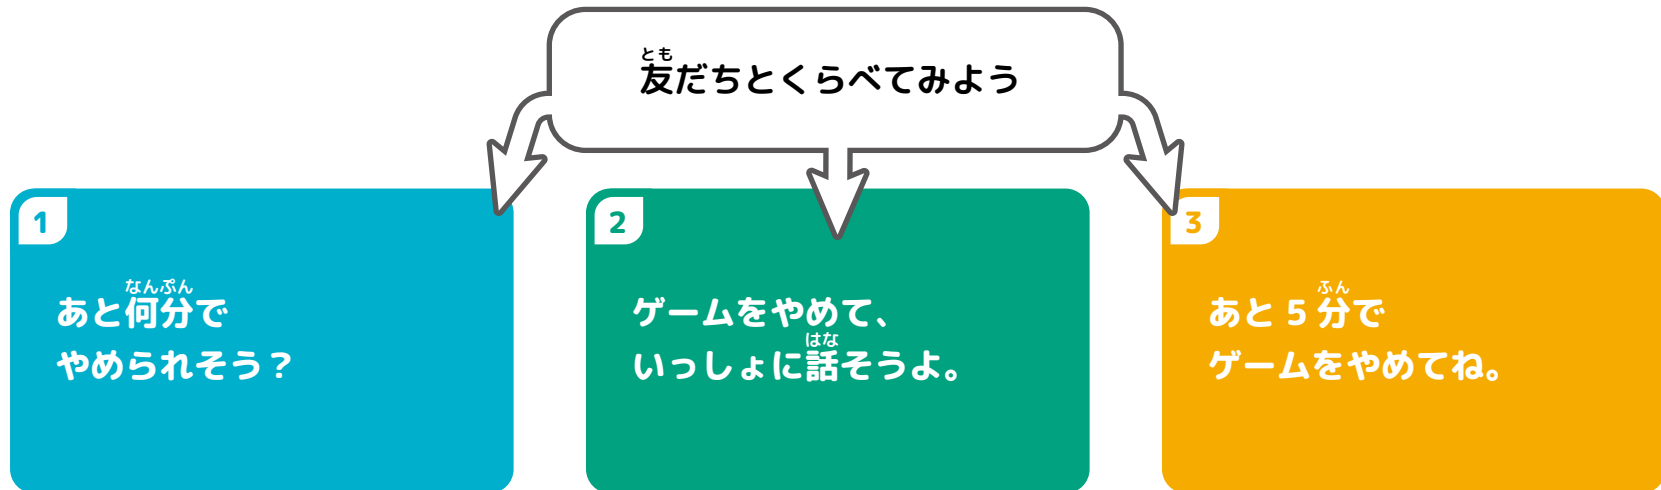 友だちとくらべてみよう
とも
1
あと何分で
なんぷん
やめられそう？
2
ゲームをやめて、
いっしょに話そうよ。
はな
3
あと5分で
ふん
ゲームをやめてね。